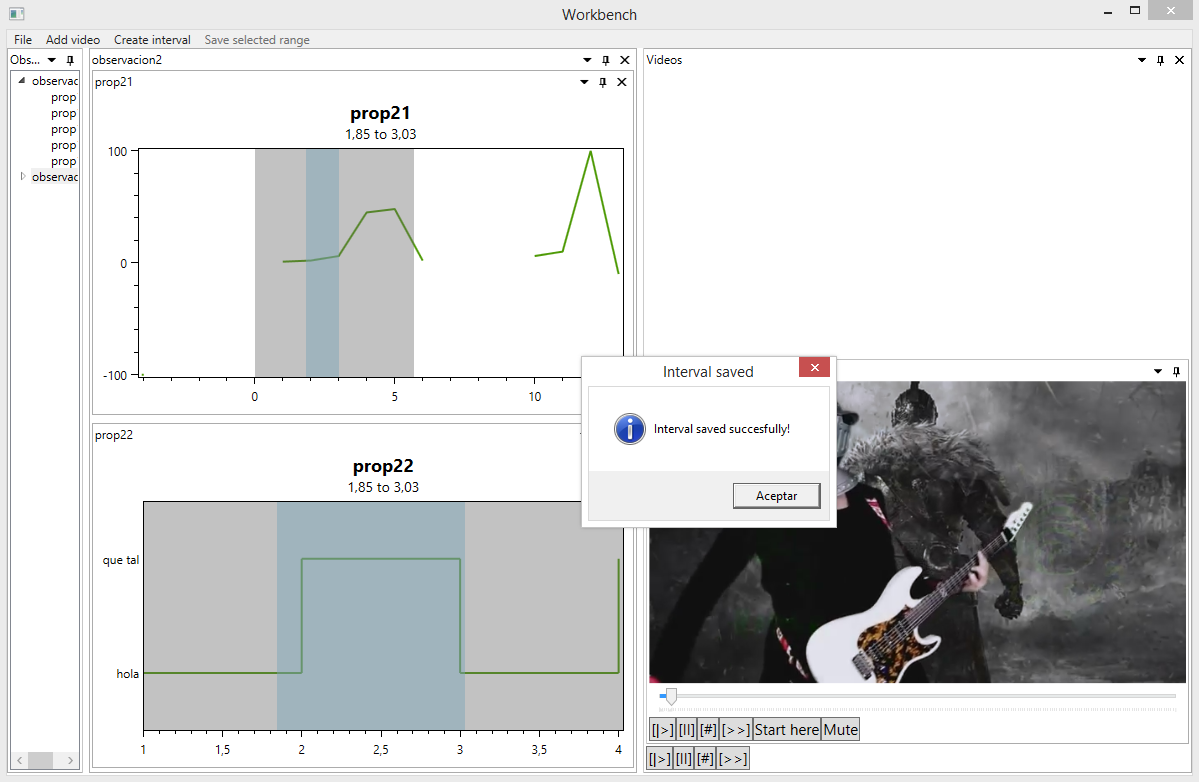 Workbench
File Add video Create interval Save selected range
Obs...
observac
prop
prop
prop
prop
prop
observac
observacion2
prop21
prop21
1,85 to 3,03
100
0
-100
0 5 10
prop22
prop22
1,85 to 3,03
que tal
hola
1 1,5 2 2,5 3 3,5 4
Videos
Interval saved
Interval saved succesfully!
Aceptar
[|>] [||] [#] [>>] Start here Mute
[|>] [||] [#] [>>]